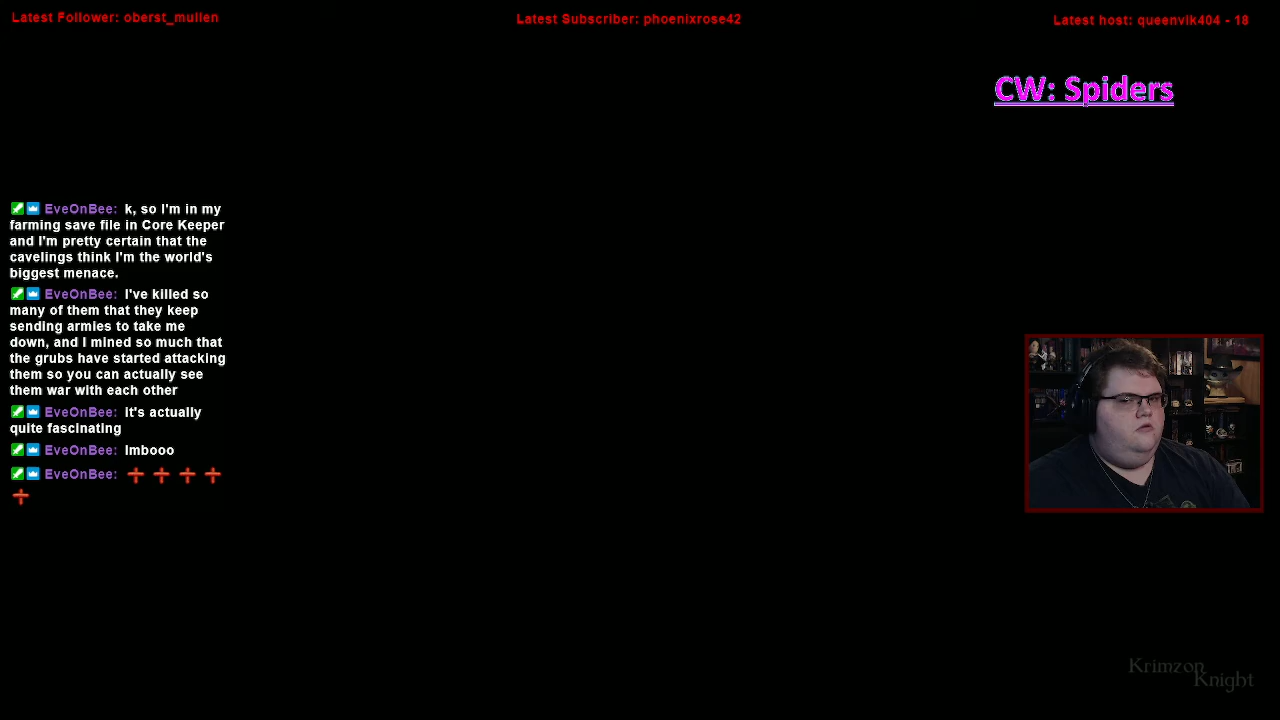 Latest Follower: oberst_mullen
Latest Subscriber: phoenixrose42
Latest host: queenvik404 - 18
CW: Spiders
EveOnBee: k, so I'm in my
farming save file in Core Keeper
and I'm pretty certain that the
cavelings think I'm the world's
biggest menace.
EveOnBee: I've killed so
many of them that they keep
sending armies to take me
down, and I mined so much that
the grubs have started attacking
them so you can actually see
them war with each other
EveOnBee: it's actually
quite fascinating
EveOnBee: lmbooo
EveOnBee:
Krimzon
Knight